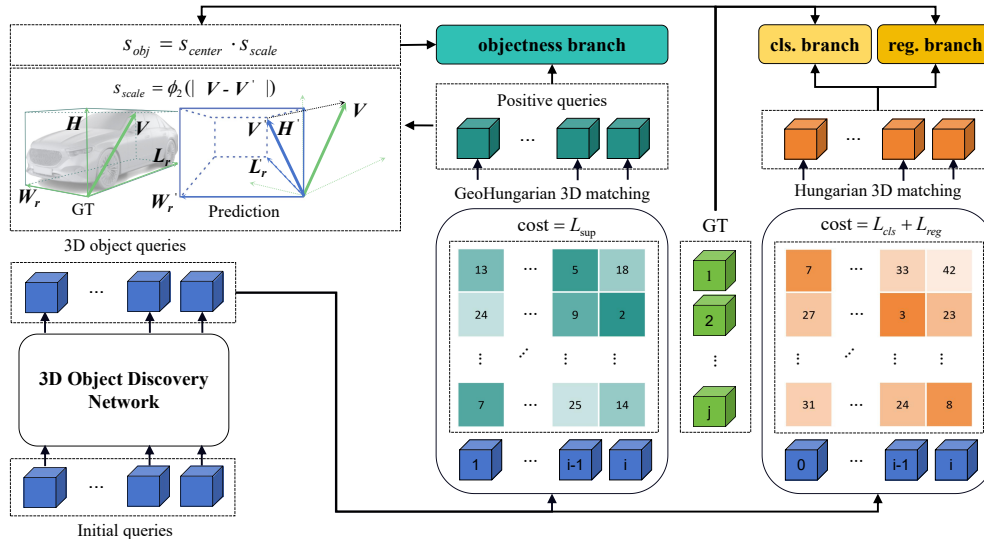 s_obj = s_center · s_scale
objectness branch
cls. branch
reg. branch
s_scale = ϕ_2(| V - V' |)
H
V
L_r
W_r
GT
V'
H'
V
L_r'
W_r'
Prediction
Positive queries
...
GeoHungarian 3D matching
...
Hungarian 3D matching
3D object queries
...
3D Object Discovery
Network
...
Initial queries
cost = L_sup
13 ... 5 18
24 ... 9 2
⋮ ⋰ ⋮ ⋮
7 ... 25 14
1 ... i-1 i
GT
1
2
⋮
j
cost = L_cls + L_reg
7 ... 33 42
27 ... 3 23
⋮ ⋰ ⋮ ⋮
31 ... 24 8
0 ... i-1 i